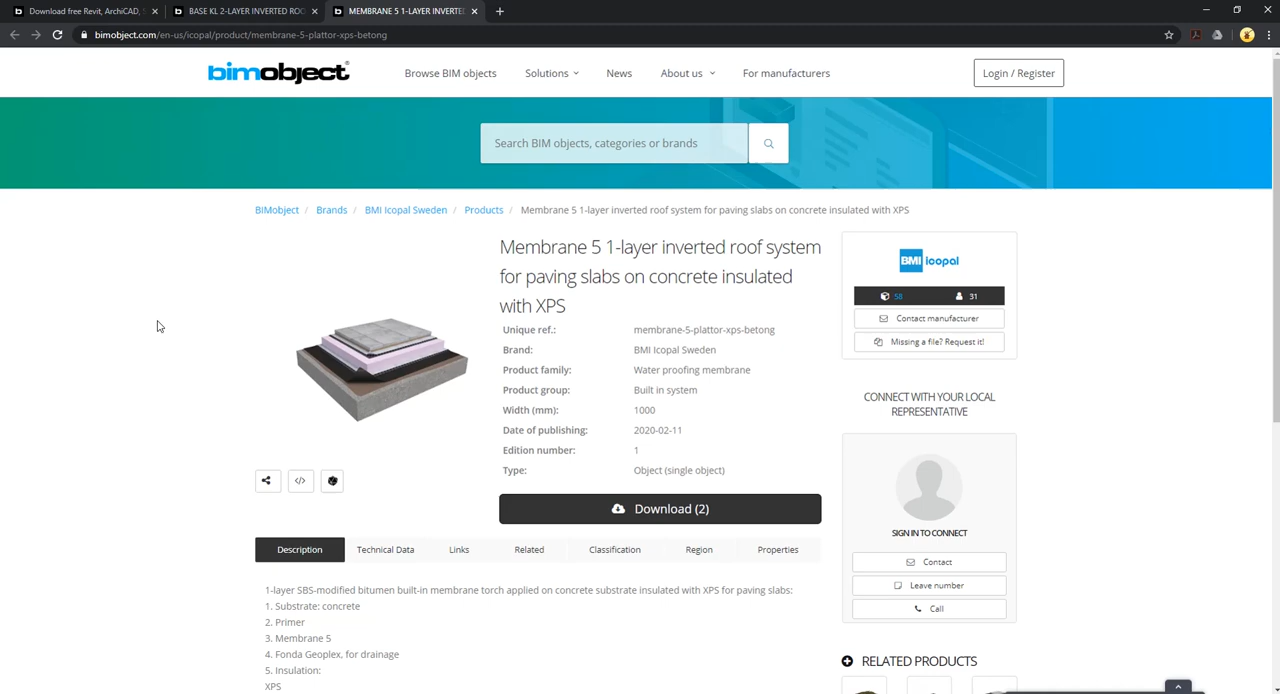 Download free Revit, ArchiCAD, S
BASE KL 2-LAYER INVERTED ROO
MEMBRANE 5 1-LAYER INVERTED
bimobject.com/en-us/icopal/product/membrane-5-plattor-xps-betong
bimobject®
Browse BIM objects
Solutions
News
About us
For manufacturers
Login / Register
Search BIM objects, categories or brands
BIMobject / Brands / BMI Icopal Sweden / Products / Membrane 5 1-layer inverted roof system for paving slabs on concrete insulated with XPS
Membrane 5 1-layer inverted roof system
for paving slabs on concrete insulated
with XPS
Unique ref.: membrane-5-plattor-xps-betong
Brand: BMI Icopal Sweden
Product family: Water proofing membrane
Product group: Built in system
Width (mm): 1000
Date of publishing: 2020-02-11
Edition number: 1
Type: Object (single object)
Download (2)
Description
Technical Data
Links
Related
Classification
Region
Properties
1-layer SBS-modified bitumen built-in membrane torch applied on concrete substrate insulated with XPS for paving slabs:
1. Substrate: concrete
2. Primer
3. Membrane 5
4. Fonda Geoplex, for drainage
5. Insulation:
XPS
BMI icopal
58 31
Contact manufacturer
Missing a file? Request it!
CONNECT WITH YOUR LOCAL
REPRESENTATIVE
SIGN IN TO CONNECT
Contact
Leave number
Call
RELATED PRODUCTS